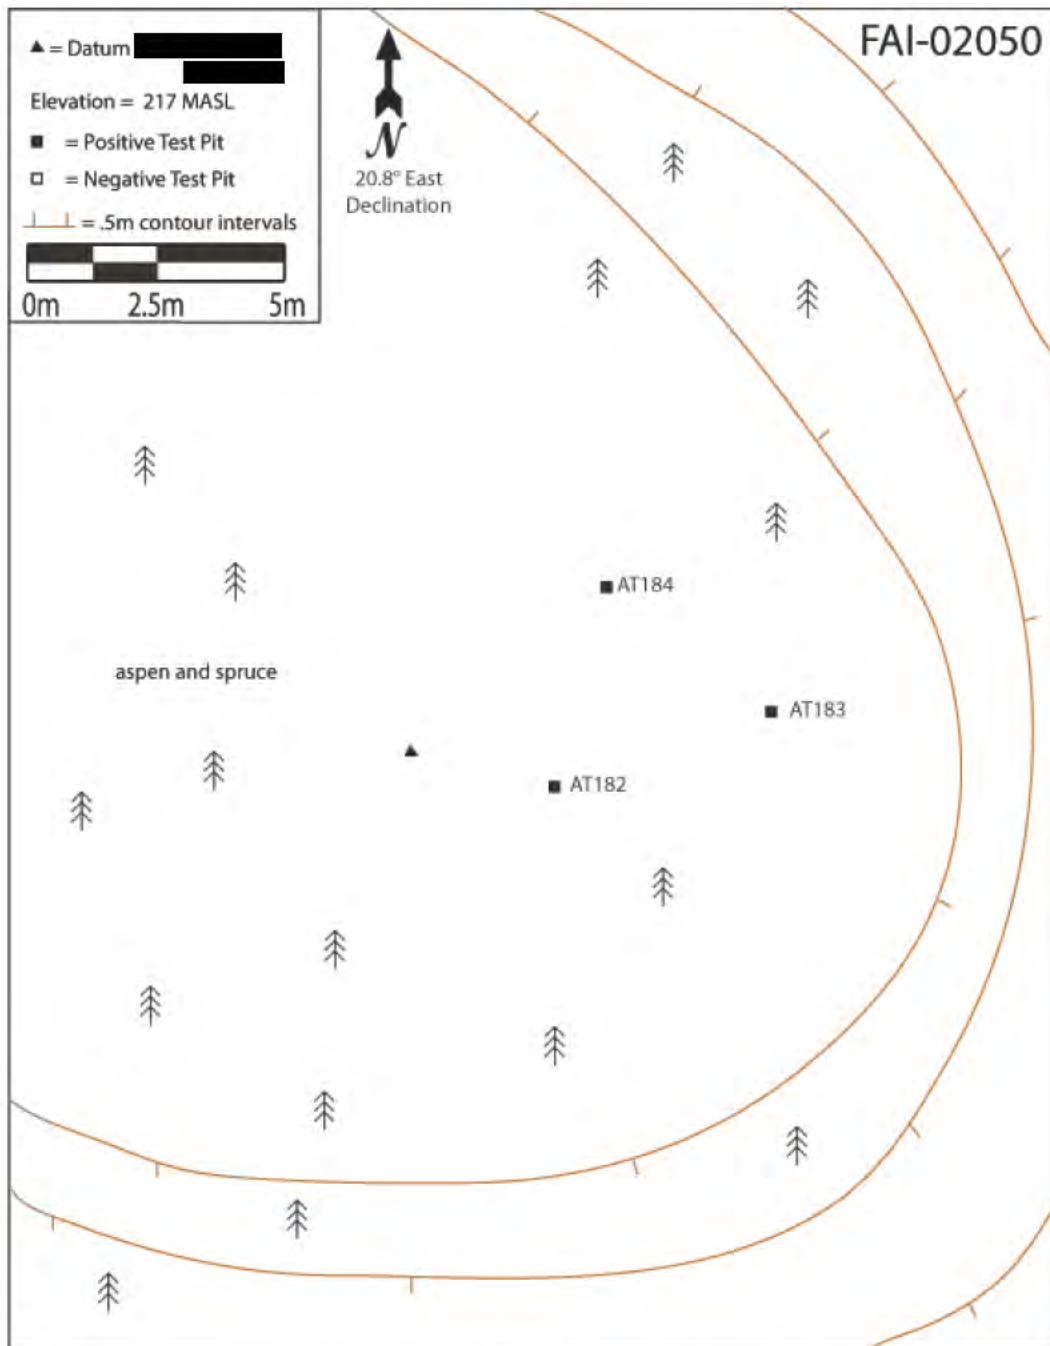 FAI-02050
▲ = Datum
Elevation = 217 MASL
■ = Positive Test Pit
□ = Negative Test Pit
= .5m contour intervals
0m 2.5m 5m
N
20.8° East
Declination
AT184
aspen and spruce
AT183
AT182